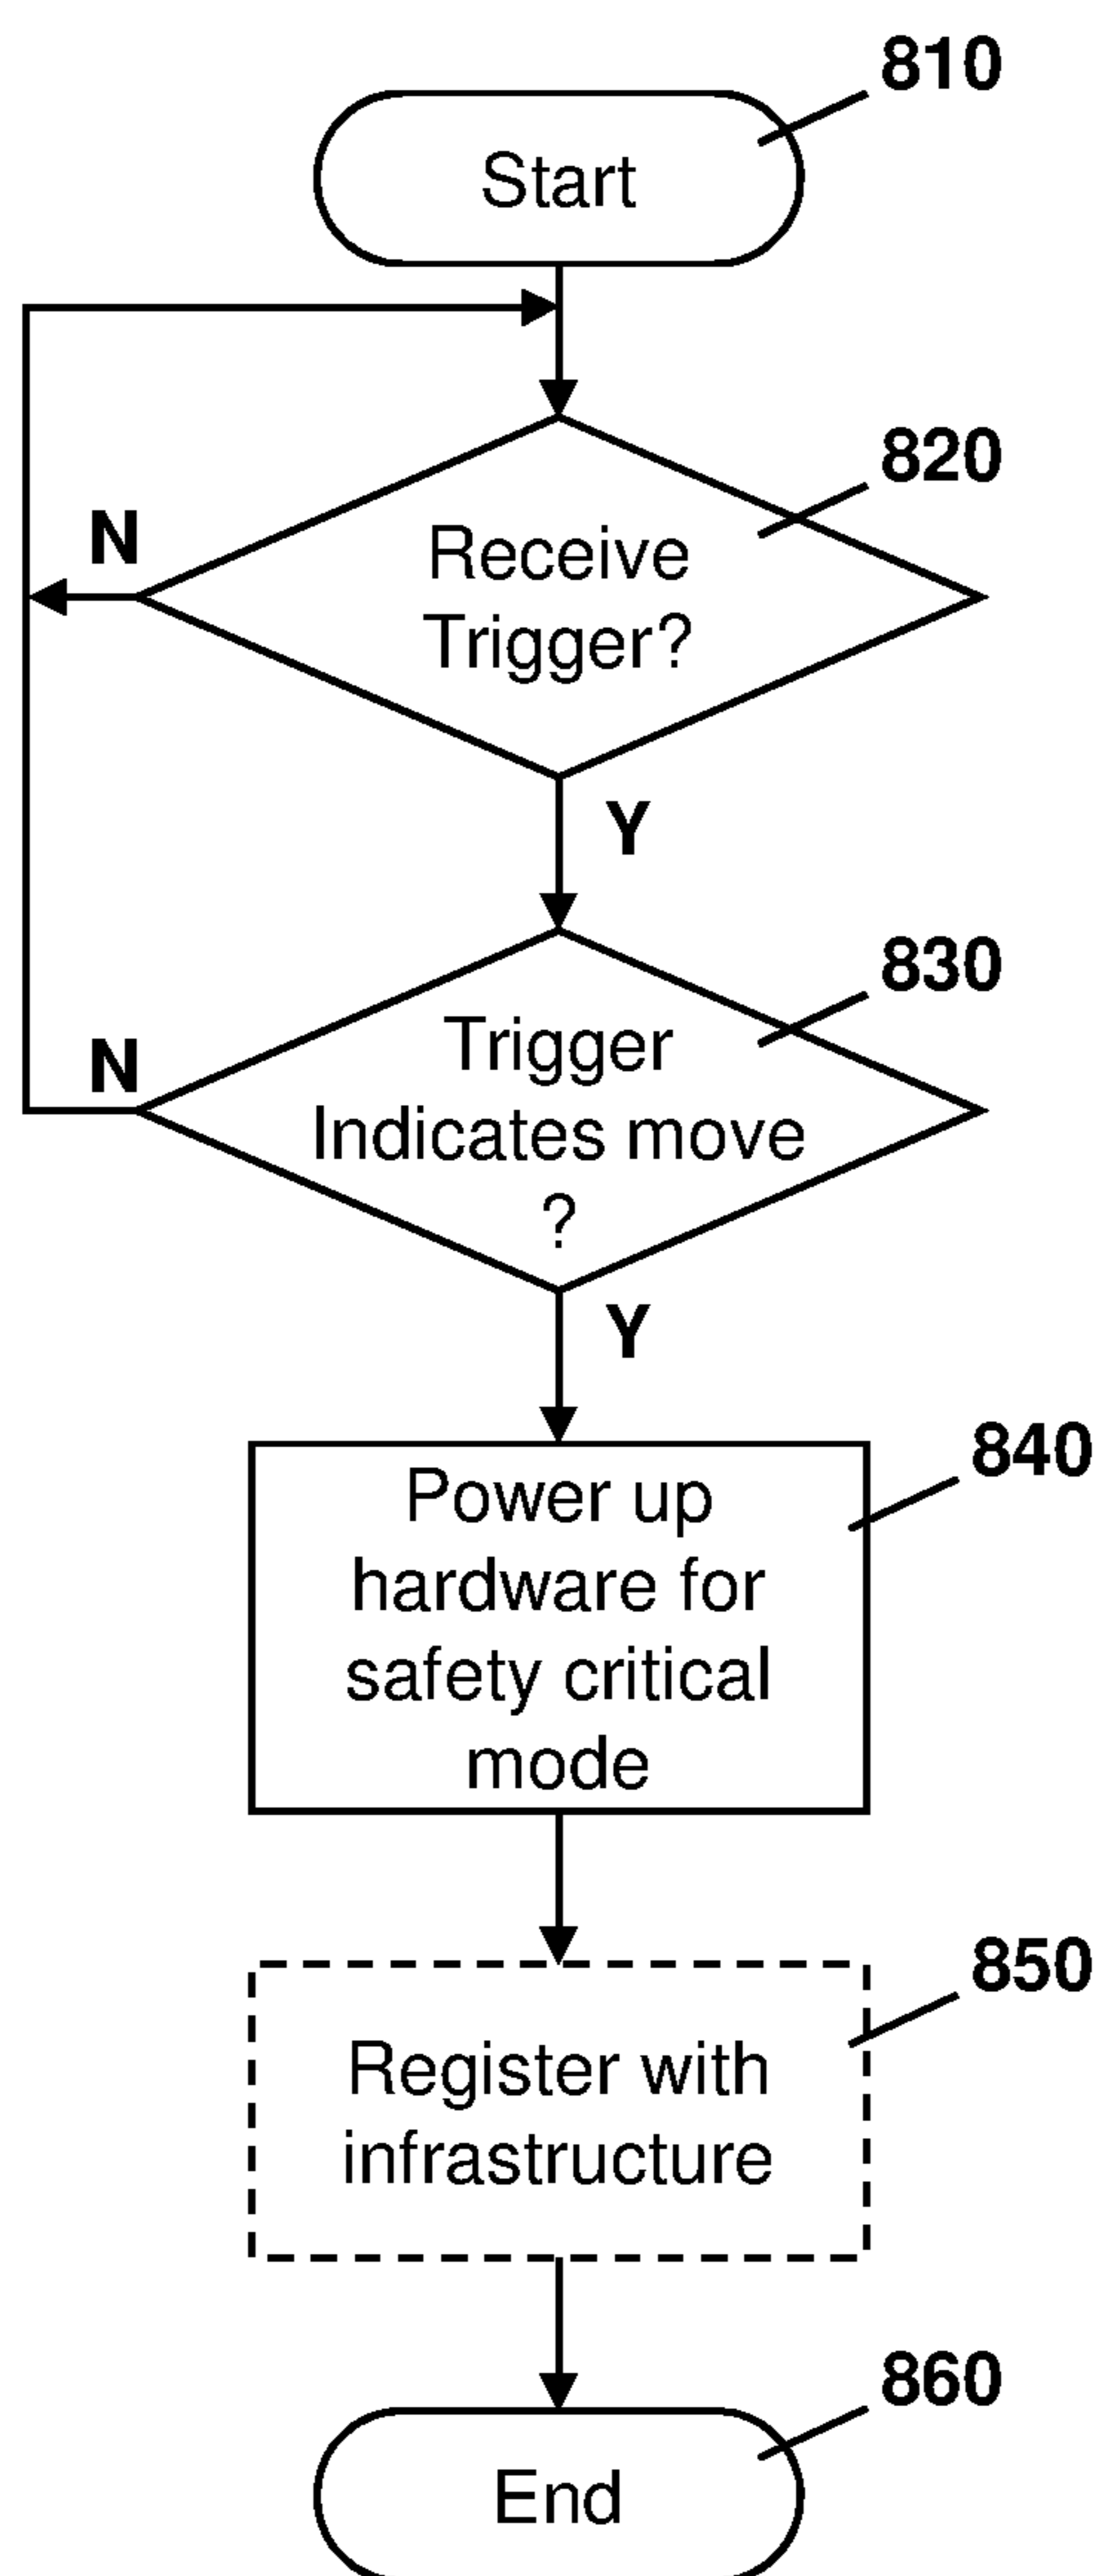 810
Start
820
N
Receive
Trigger?
Y
830
Trigger
N
Indicates move
?
Y
840
Power up
hardware for
safety critical
mode
850
Register with
infrastructure
860
End